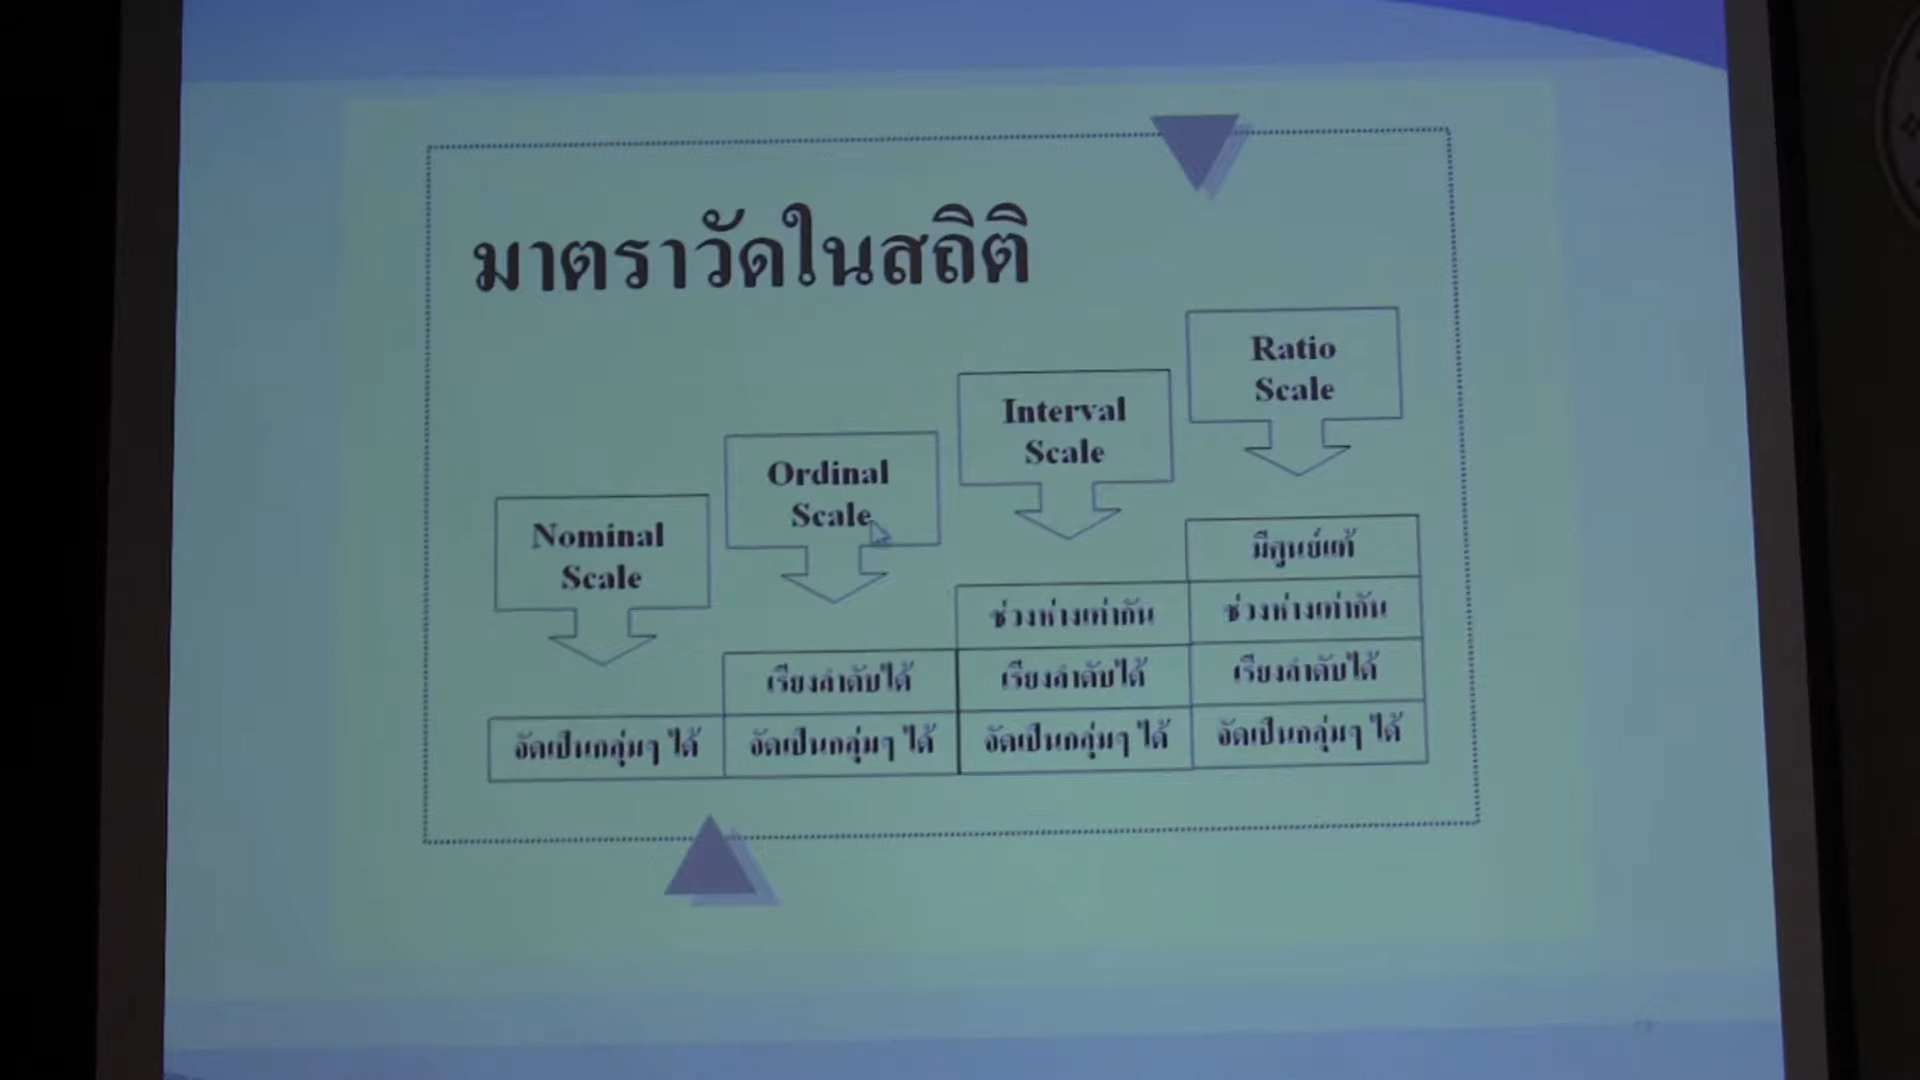 มาตราวัดในสถิติ
Ratio
Scale
Interval
Scale
Ordinal
Scale
Nominal
Scale
มีศูนย์แท้
ช่วงห่างเท่ากัน
ช่วงห่างเท่ากัน
เรียงลำดับได้
เรียงลำดับได้
เรียงลำดับได้
จัดเป็นกลุ่มๆ ได้
จัดเป็นกลุ่มๆ ได้
จัดเป็นกลุ่มๆ ได้
จัดเป็นกลุ่มๆ ได้